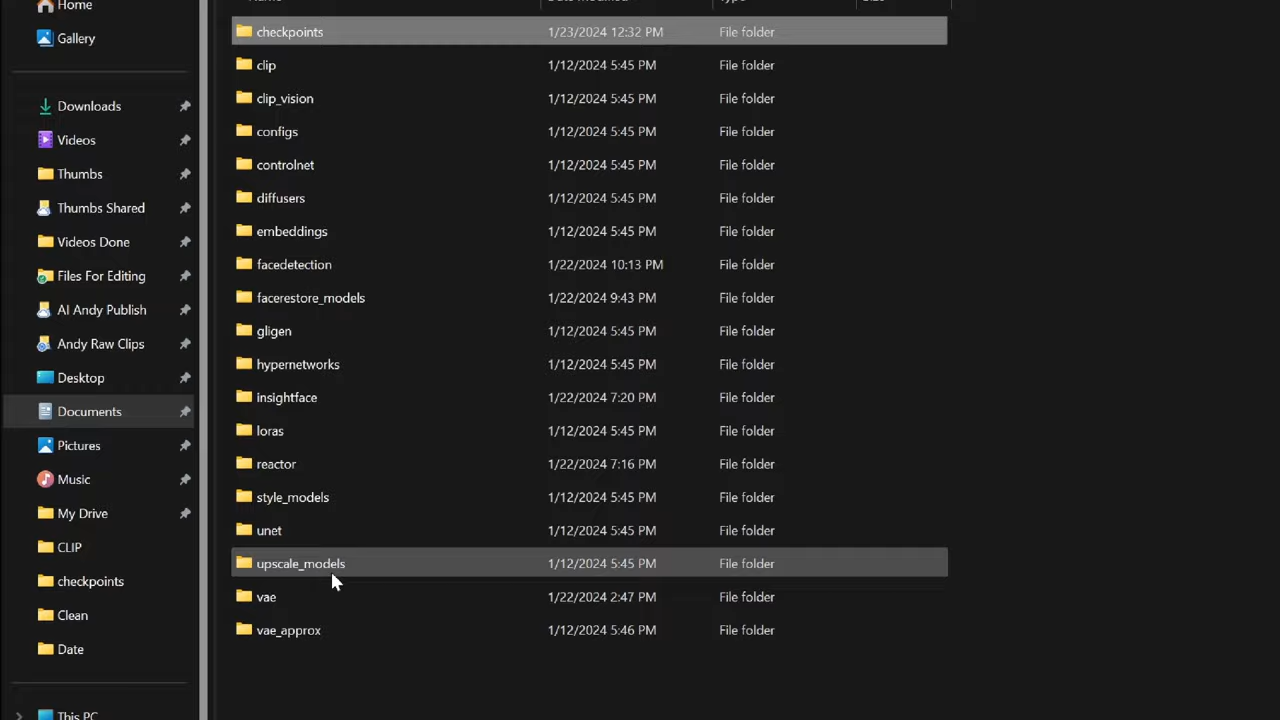 Home
Gallery
Downloads
Videos
Thumbs
Thumbs Shared
Videos Done
Files For Editing
AI Andy Publish
Andy Raw Clips
Desktop
Documents
Pictures
Music
My Drive
CLIP
checkpoints
Clean
Date
This PC
checkpoints 1/23/2024 12:32 PM File folder
clip 1/12/2024 5:45 PM File folder
clip_vision 1/12/2024 5:45 PM File folder
configs 1/12/2024 5:45 PM File folder
controlnet 1/12/2024 5:45 PM File folder
diffusers 1/12/2024 5:45 PM File folder
embeddings 1/12/2024 5:45 PM File folder
facedetection 1/22/2024 10:13 PM File folder
facerestore_models 1/22/2024 9:43 PM File folder
gligen 1/12/2024 5:45 PM File folder
hypernetworks 1/12/2024 5:45 PM File folder
insightface 1/22/2024 7:20 PM File folder
loras 1/12/2024 5:45 PM File folder
reactor 1/22/2024 7:16 PM File folder
style_models 1/12/2024 5:45 PM File folder
unet 1/12/2024 5:45 PM File folder
upscale_models 1/12/2024 5:45 PM File folder
vae 1/22/2024 2:47 PM File folder
vae_approx 1/12/2024 5:46 PM File folder